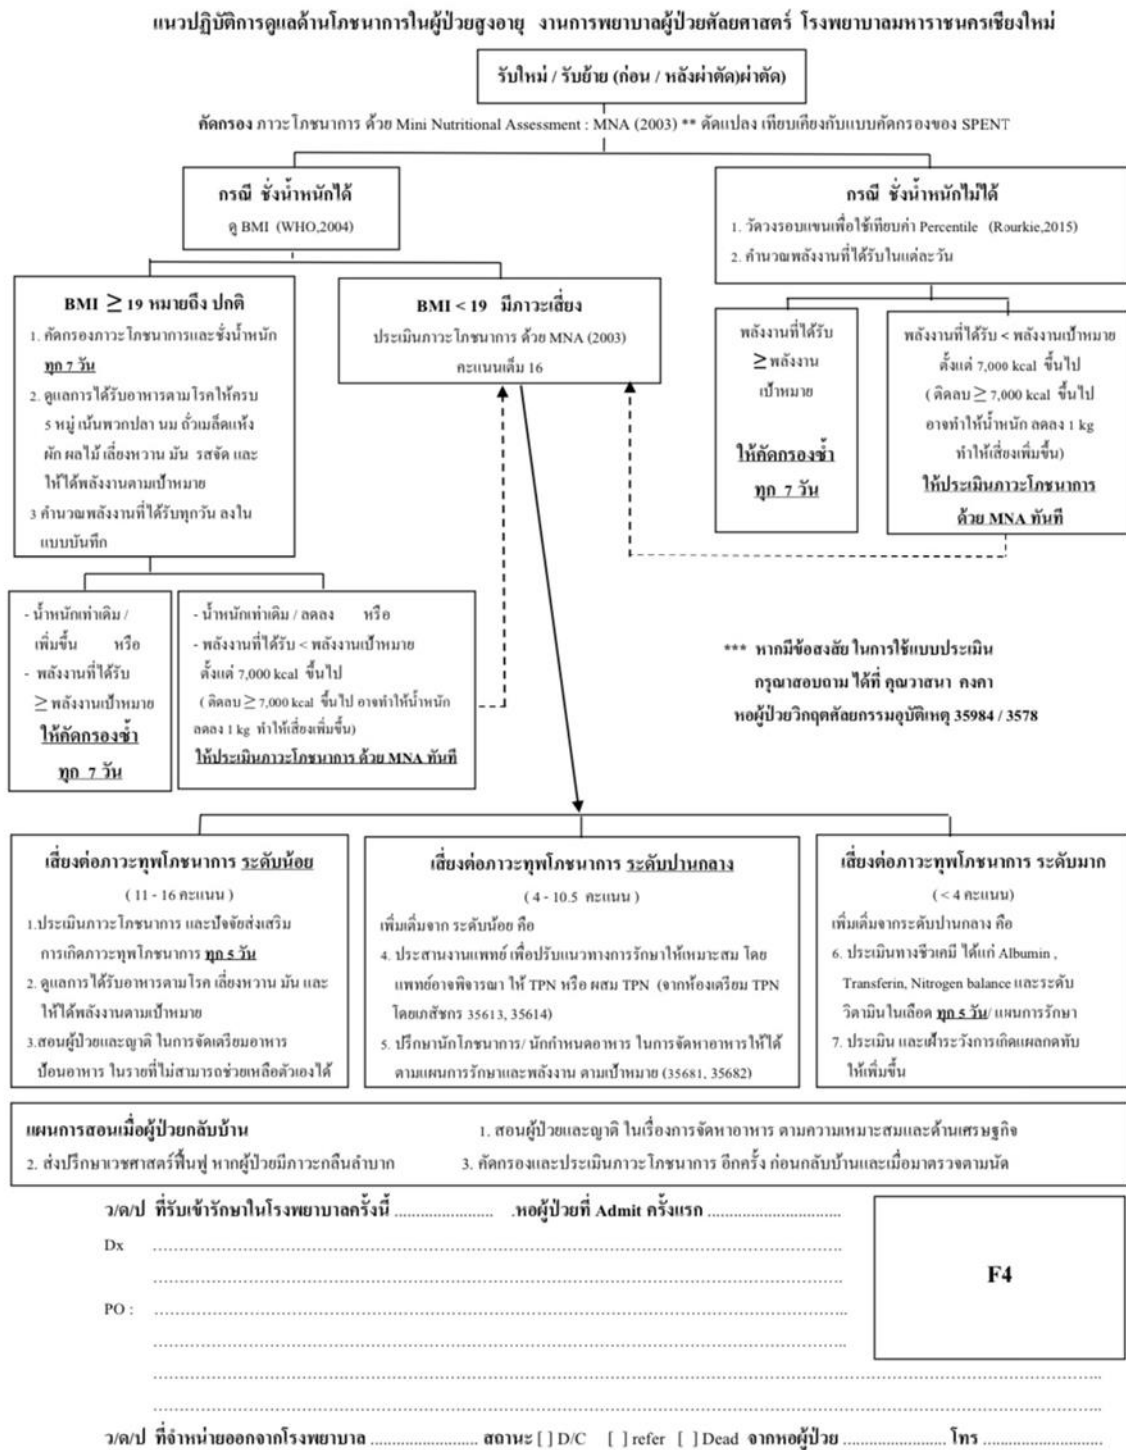 แนวปฏิบัติการดูแลด้านโภชนาการในผู้ป่วยสูงอายุ งานการพยาบาลผู้ป่วยศัลยศาสตร์ โรงพยาบาลมหาราชนครเชียงใหม่
รับใหม่ / รับย้าย (ก่อน / หลังผ่าตัด)ผ่าตัด)
คัดกรอง ภาวะโภชนาการ ด้วย Mini Nutritional Assessment : MNA (2003) ** ดัดแปลง เทียบเคียงกับแบบคัดกรองของ SPENT
กรณี ชั่งน้ำหนักได้
ดู BMI (WHO,2004)
กรณี ชั่งน้ำหนักไม่ได้
1. วัดวงรอบแขนเพื่อใช้เทียบค่า Percentile (Rourkie,2015)
2. คำนวณพลังงานที่ได้รับในแต่ละวัน
BMI ≥ 19 หมายถึง ปกติ
1. คัดกรองภาวะโภชนาการและชั่งน้ำหนัก
ทุก 7 วัน
2. ดูแลการได้รับอาหารตามโรคให้ครบ
5 หมู่ เน้นพวกปลา นม ถั่วเมล็ดแห้ง
ผัก ผลไม้ เลี่ยงหวาน มัน รสจัด และ
ให้ได้พลังงานตามเป้าหมาย
3 คำนวณพลังงานที่ได้รับทุกวัน ลงใน
แบบบันทึก
BMI < 19 มีภาวะเสี่ยง
ประเมินภาวะโภชนาการ ด้วย MNA (2003)
คะแนนเต็ม 16
พลังงานที่ได้รับ
≥ พลังงาน
เป้าหมาย
ให้คัดกรองซ้ำ
ทุก 7 วัน
พลังงานที่ได้รับ < พลังงานเป้าหมาย
ตั้งแต่ 7,000 kcal ขึ้นไป
( ติดลบ ≥ 7,000 kcal ขึ้นไป
อาจทำให้น้ำหนัก ลดลง 1 kg
ทำให้เสี่ยงเพิ่มขึ้น)
ให้ประเมินภาวะโภชนาการ
ด้วย MNA ทันที
- น้ำหนักเท่าเดิม /
เพิ่มขึ้น หรือ
- พลังงานที่ได้รับ
≥ พลังงานเป้าหมาย
ให้คัดกรองซ้ำ
ทุก 7 วัน
- น้ำหนักเท่าเดิม / ลดลง หรือ
- พลังงานที่ได้รับ < พลังงานเป้าหมาย
ตั้งแต่ 7,000 kcal ขึ้นไป
( ติดลบ ≥ 7,000 kcal ขึ้นไป อาจทำให้น้ำหนัก
ลดลง 1 kg ทำให้เสี่ยงเพิ่มขึ้น)
ให้ประเมินภาวะโภชนาการ ด้วย MNA ทันที
*** หากมีข้อสงสัย ในการใช้แบบประเมิน
กรุณาสอบถาม ได้ที่ คุณวาสนา คงคา
หอผู้ป่วยวิกฤตศัลยกรรมอุบัติเหตุ 35984 / 3578
เสี่ยงต่อภาวะทุพโภชนาการ ระดับน้อย
( 11 - 16 คะแนน )
1.ประเมินภาวะโภชนาการ และปัจจัยส่งเสริม
การเกิดภาวะทุพโภชนาการ ทุก 5 วัน
2. ดูแลการได้รับอาหารตามโรค เลี่ยงหวาน มัน และ
ให้ได้พลังงานตามเป้าหมาย
3.สอนผู้ป่วยและญาติ ในการจัดเตรียมอาหาร
ป้อนอาหาร ในรายที่ไม่สามารถช่วยเหลือตัวเองได้
เสี่ยงต่อภาวะทุพโภชนาการ ระดับปานกลาง
( 4 - 10.5 คะแนน )
เพิ่มเติ่มจาก ระดับน้อย คือ
4. ประสานงานแพทย์ เพื่อปรับแนวทางการรักษาให้เหมาะสม โดย
แพทย์อาจพิจารณา ให้ TPN หรือ ผสม TPN (จากห้องเตรียม TPN
โดยเภสัชกร 35613, 35614)
5. ปรึกษานักโภชนาการ/ นักกำหนดอาหาร ในการจัดหาอาหารให้ได้
ตามแผนการรักษาและพลังงาน ตามเป้าหมาย (35681, 35682)
เสี่ยงต่อภาวะทุพโภชนาการ ระดับมาก
( < 4 คะแนน)
เพิ่มเติ่มจากระดับปานกลาง คือ
6. ประเมินทางชีวเคมี ได้แก่ Albumin ,
Transferin, Nitrogen balance และระดับ
วิตามินในเลือด ทุก 5 วัน/ แผนการรักษา
7. ประเมิน และเฝ้าระวังการเกิดแผลกดทับ
ให้เพิ่มขึ้น
แผนการสอนเมื่อผู้ป่วยกลับบ้าน 1. สอนผู้ป่วยและญาติ ในเรื่องการจัดหาอาหาร ตามความเหมาะสมและด้านเศรษฐกิจ
2. ส่งปรึกษาเวชศาสตร์ฟื้นฟู หากผู้ป่วยมีภาวะกลืนลำบาก 3. คัดกรองและประเมินภาวะโภชนาการ อีกครั้ง ก่อนกลับบ้านและเมื่อมาตรวจตามนัด
ว/ด/ป ที่รับเข้ารักษาในโรงพยาบาลครั้งนี้ ....................... .หอผู้ป่วยที่ Admit ครั้งแรก ...............................
Dx
PO :
F4
ว/ด/ป ที่จำหน่ายออกจากโรงพยาบาล ......................... สถานะ [ ] D/C [ ] refer [ ] Dead จากหอผู้ป่วย ........................ โทร ............................